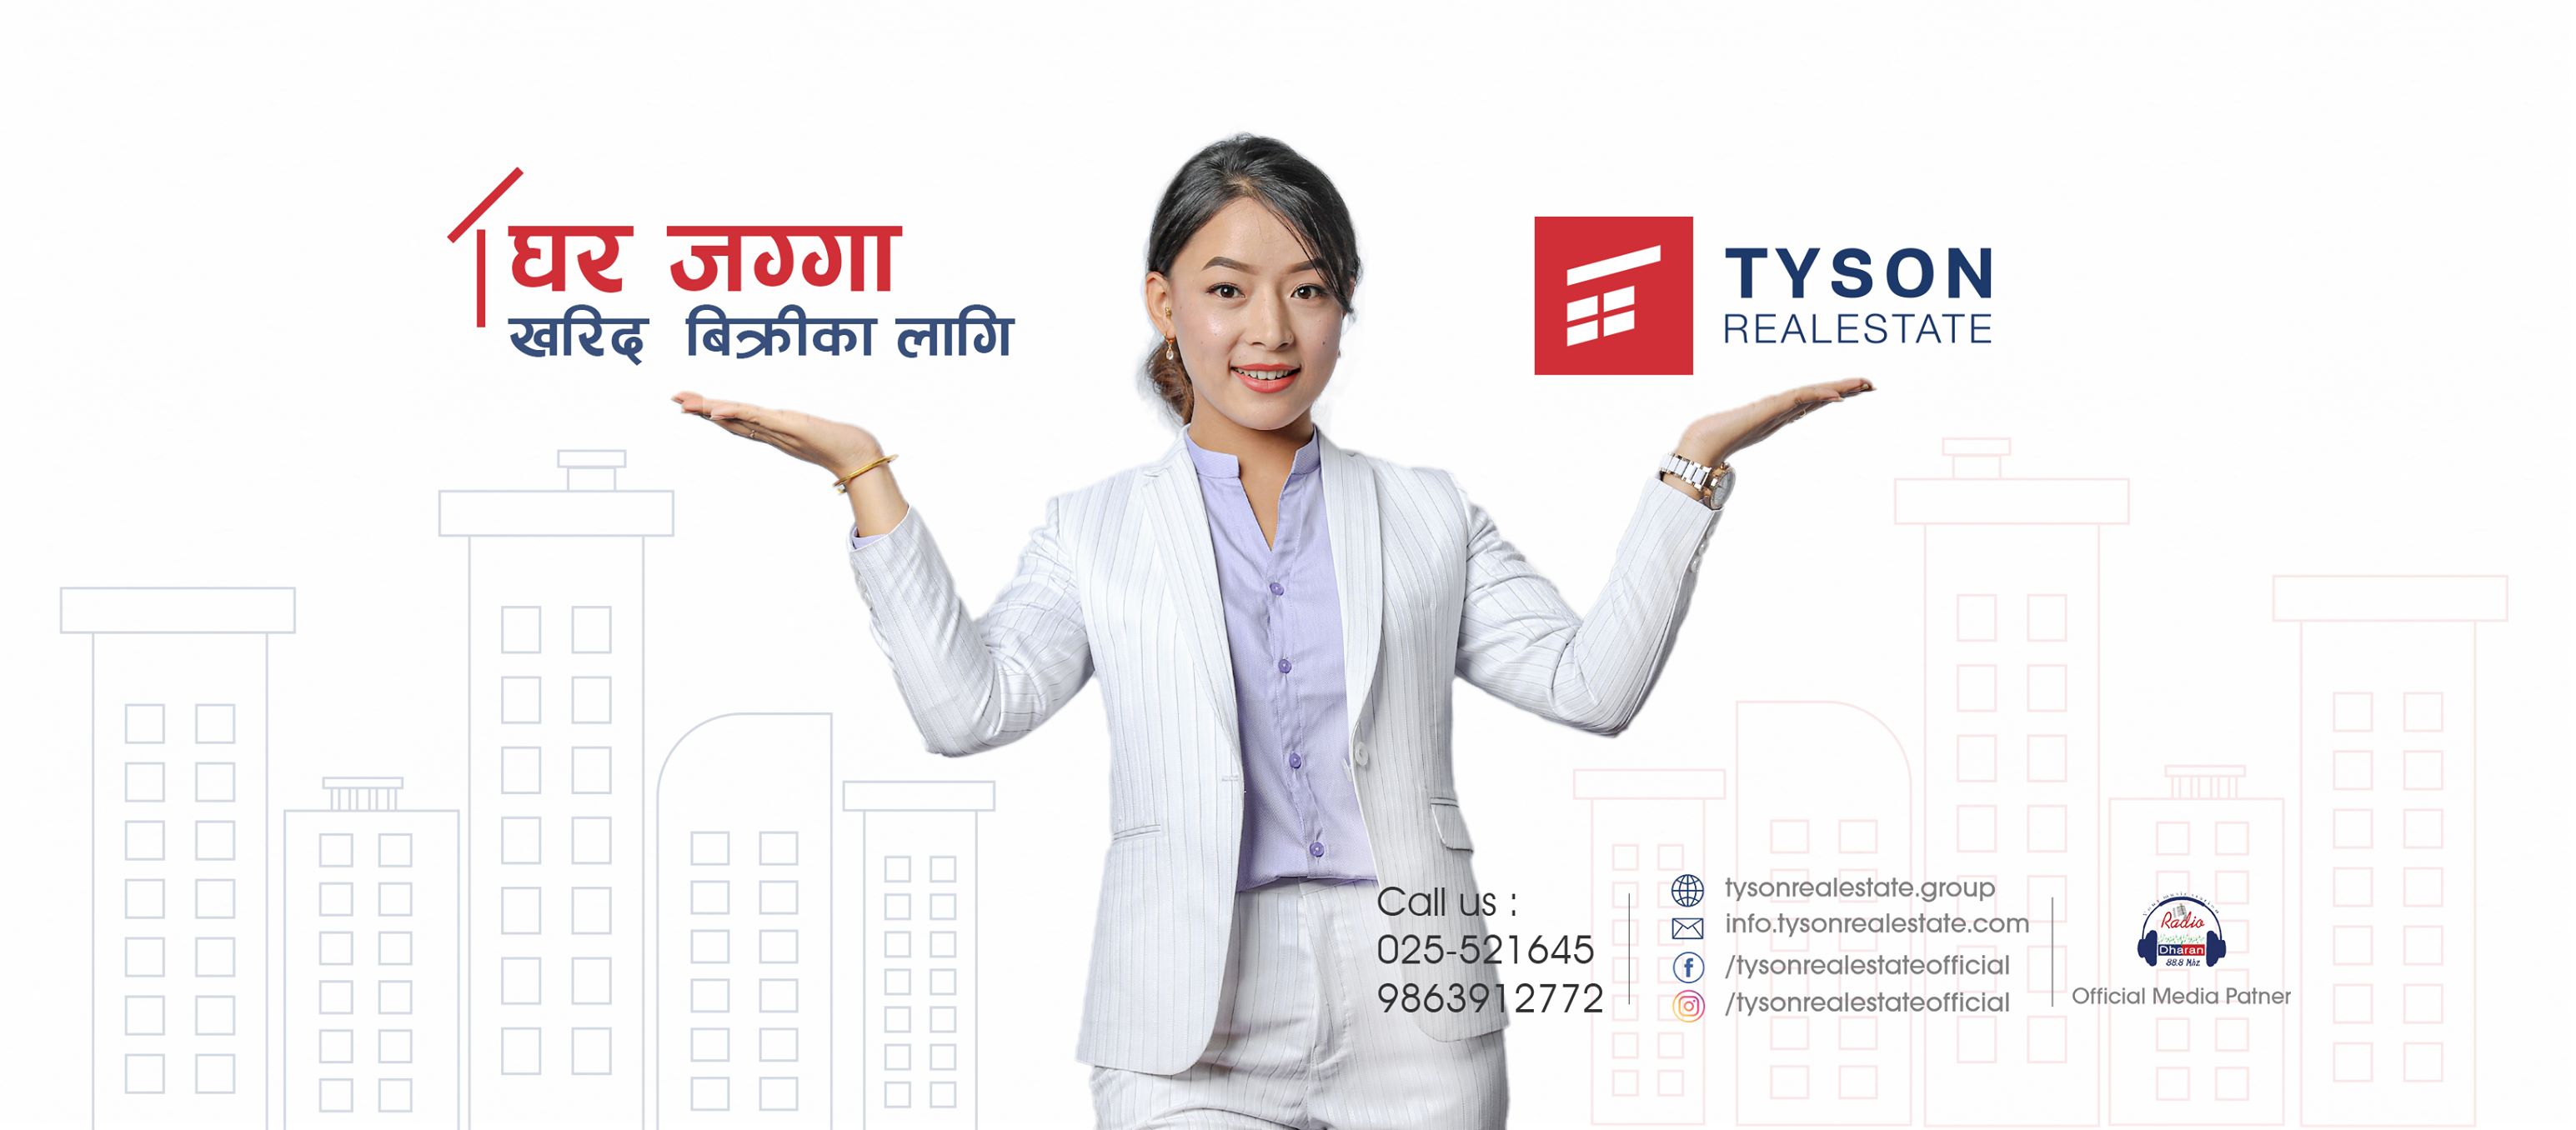 घर जग्गा
खरिद बिक्रीका लागि
TYSON
REALESTATE
Call us :
025-521645
9863912772
tysonrealestate.group
info.tysonrealestate.com
/tysonrealestateofficial
/tysonrealestateofficial
Radio
Dharan
88.8 Mhz
Official Media Patner